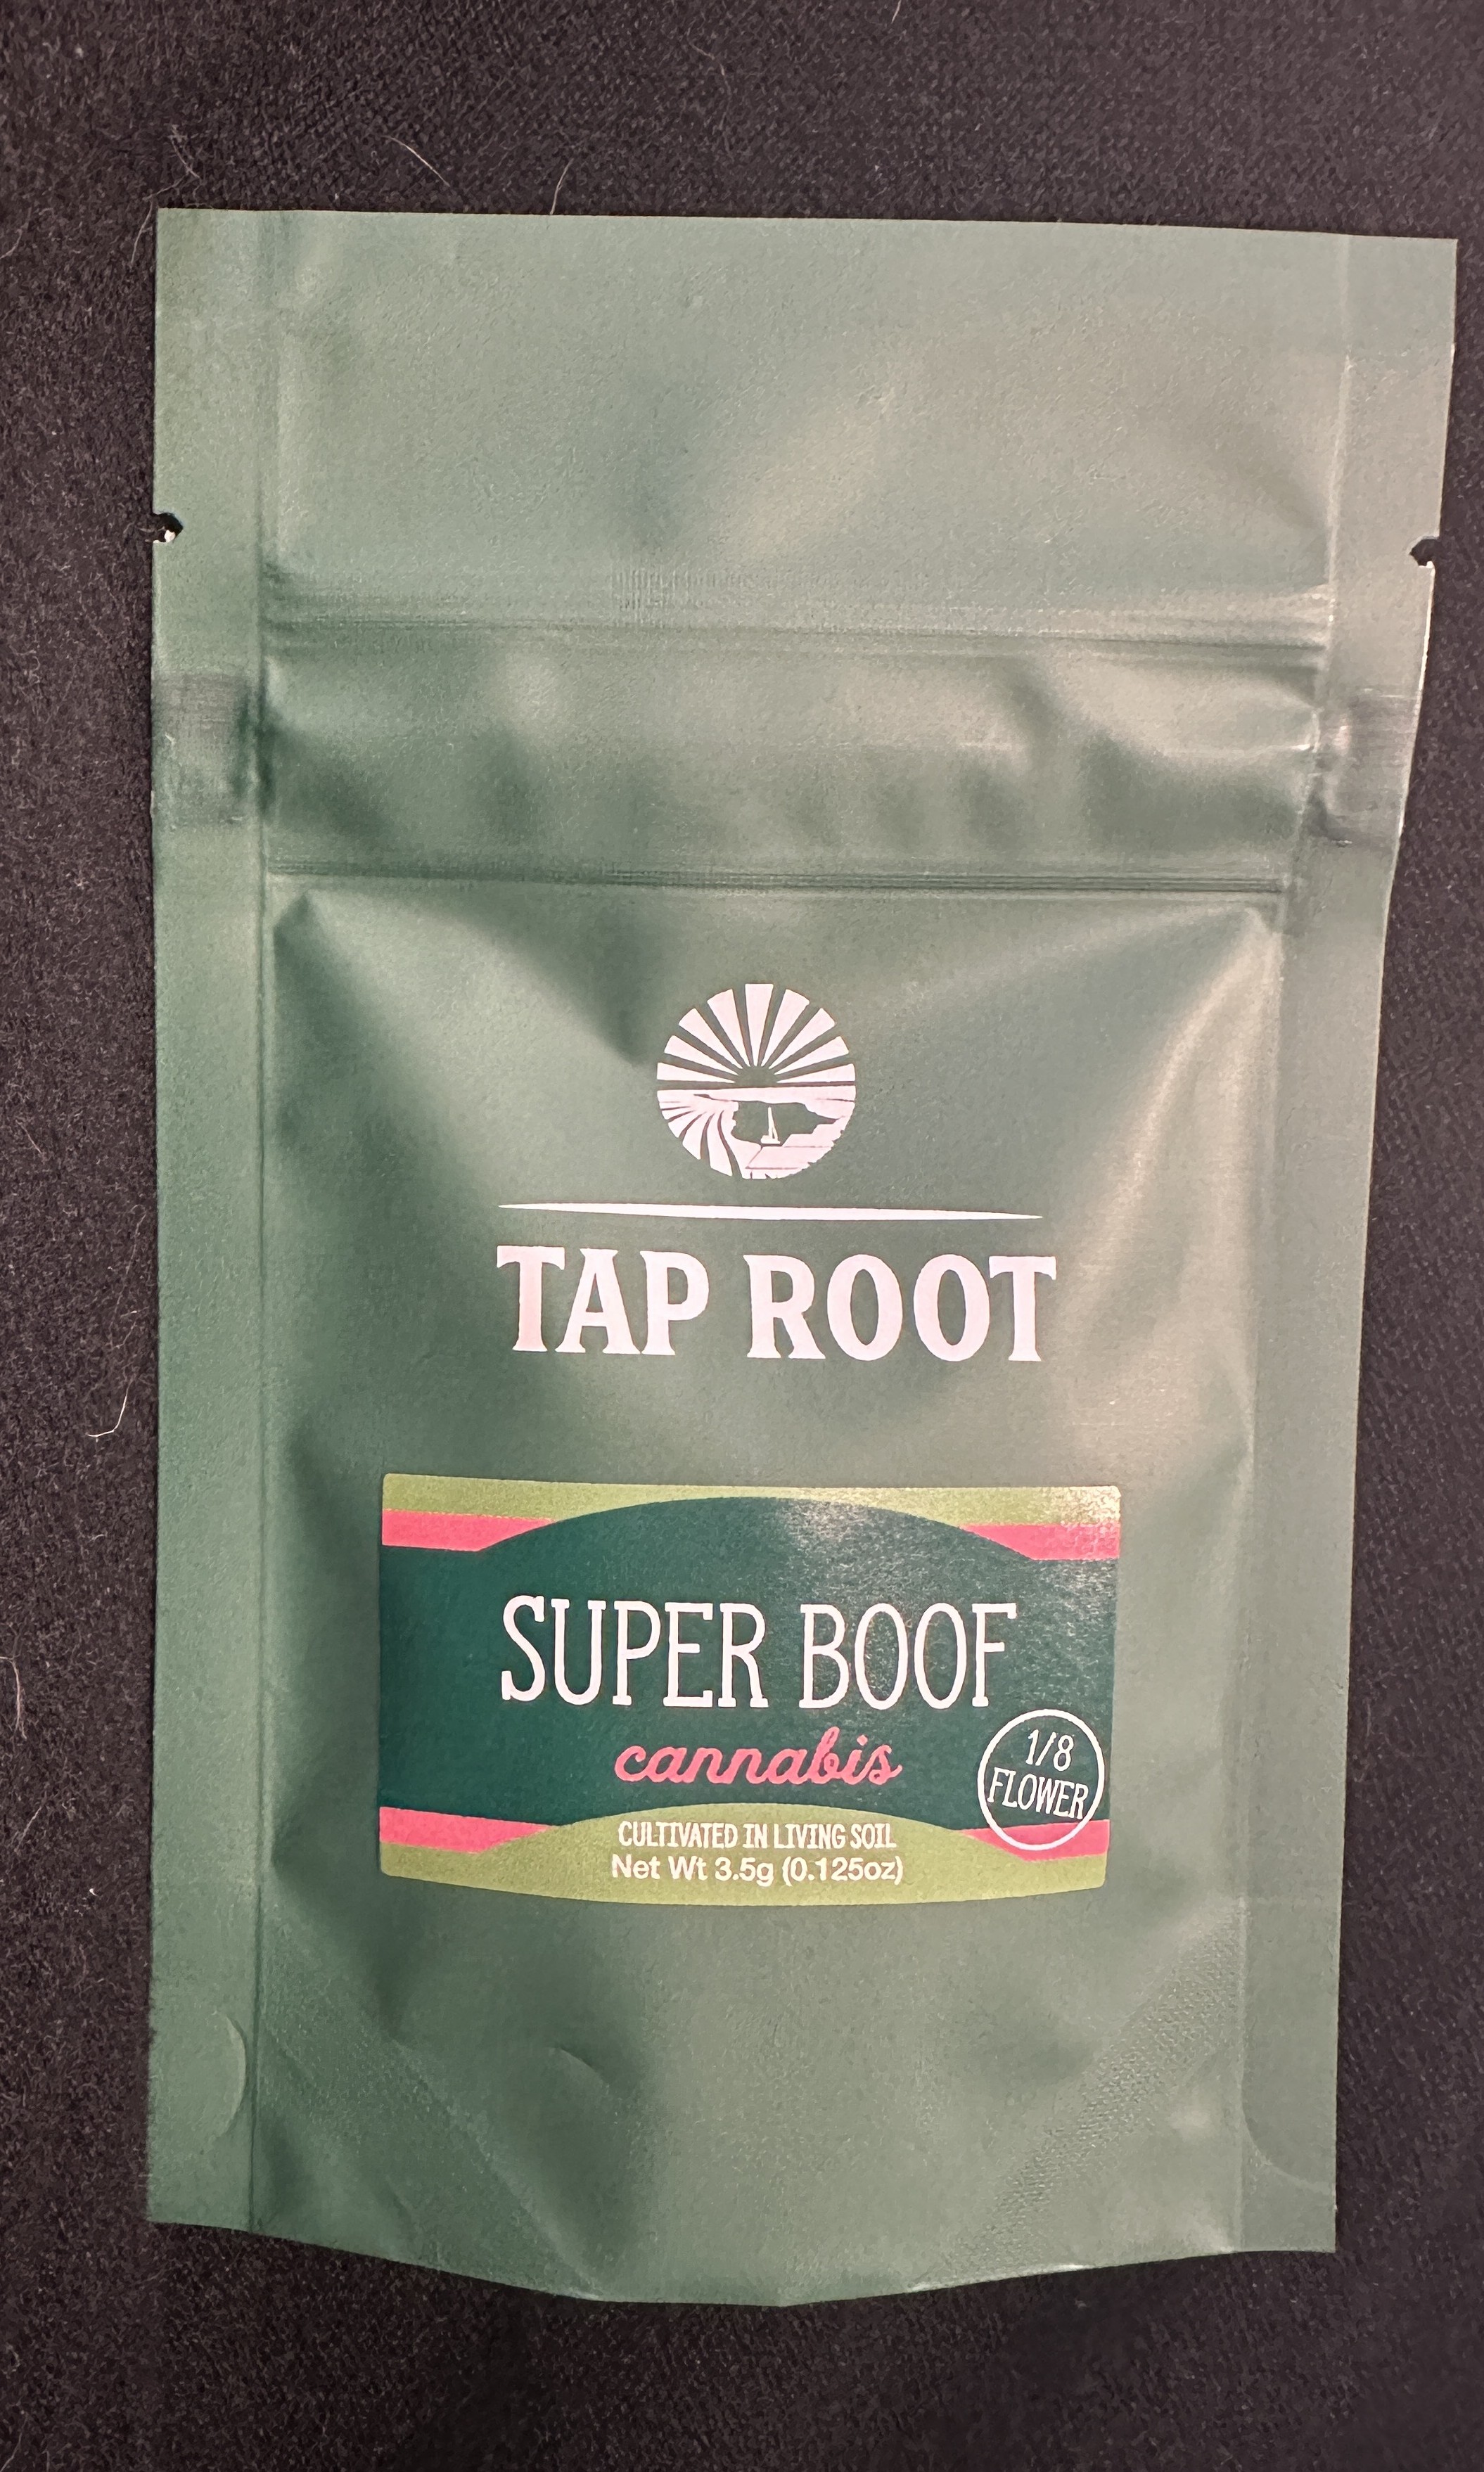 TAP ROOT
SUPER BOOF
cannabis
1/8
FLOWER
CULTIVATED IN LIVING SOIL
Net Wt 3.5g (0.125oz)